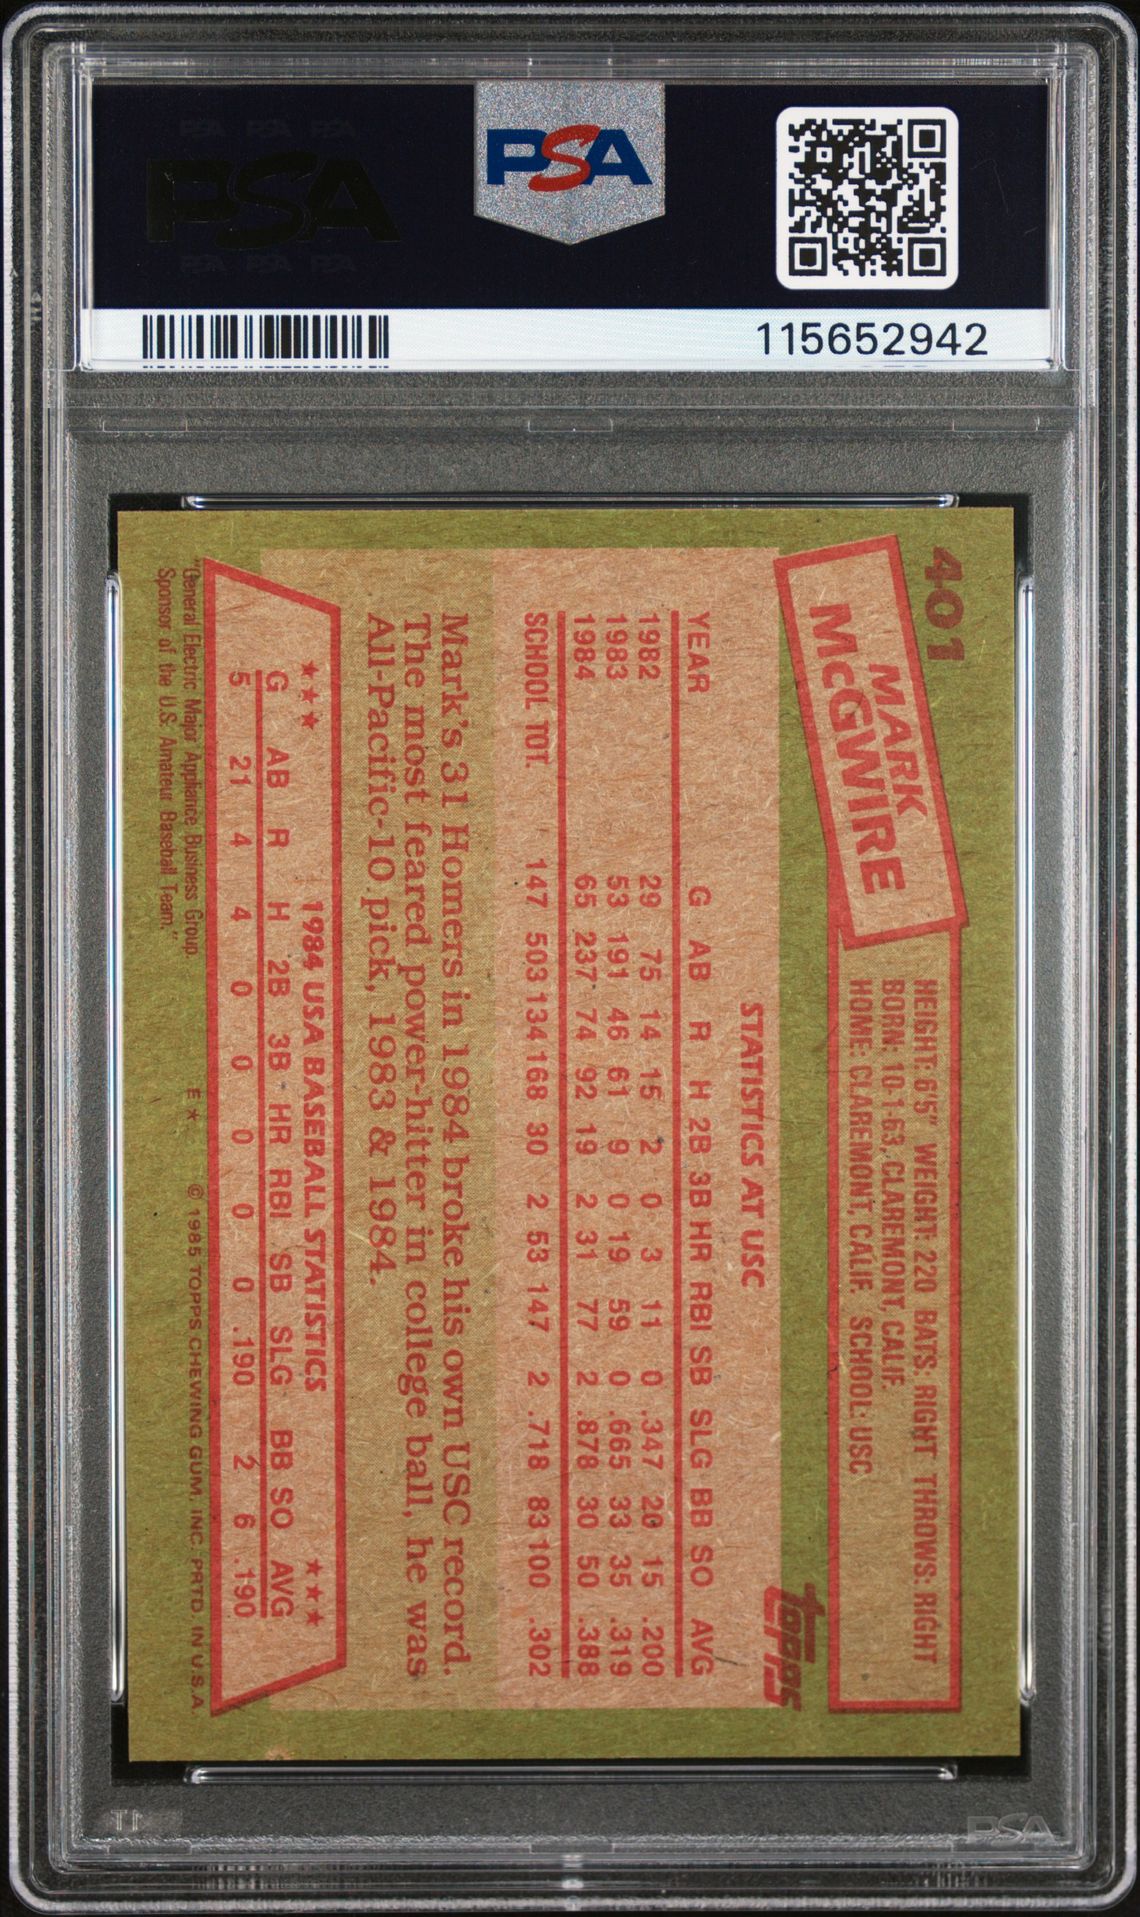 PSA PSA PSA
PSA
PSA PSA PSA
PSA
115652942
401
MARK
McGWIRE
HEIGHT: 6'5" WEIGHT: 220 BATS: RIGHT THROWS: RIGHT
BORN: 10-1-63, CLAREMONT, CALIF.
HOME: CLAREMONT, CALIF. SCHOOL: USC
topps
STATISTICS AT USC
YEAR G AB R H 2B 3B HR RBI SB SLG BB SO AVG
1982 29 75 14 15 2 0 3 11 0 .347 20 15 .200
1983 53 191 46 61 9 0 19 59 0 .665 33 35 .319
1984 65 237 74 92 19 2 31 77 2 .878 30 50 .388
SCHOOL TOT. 147 503 134 168 30 2 53 147 2 .718 83 100 .302
Mark's 31 Homers in 1984 broke his own USC record.
The most feared power-hitter in college ball, he was
All-Pacific-10 pick, 1983 & 1984.
★★★ 1984 USA BASEBALL STATISTICS ★★★
G AB R H 2B 3B HR RBI SB SLG BB SO AVG
5 21 4 4 0 0 0 0 0 .190 2 6 .190
"General Electric Major Appliance Business Group.
Sponsor of the U.S. Amateur Baseball Team."
E★ © 1985 TOPPS CHEWING GUM, INC. PRTD. IN U.S.A.
PSA